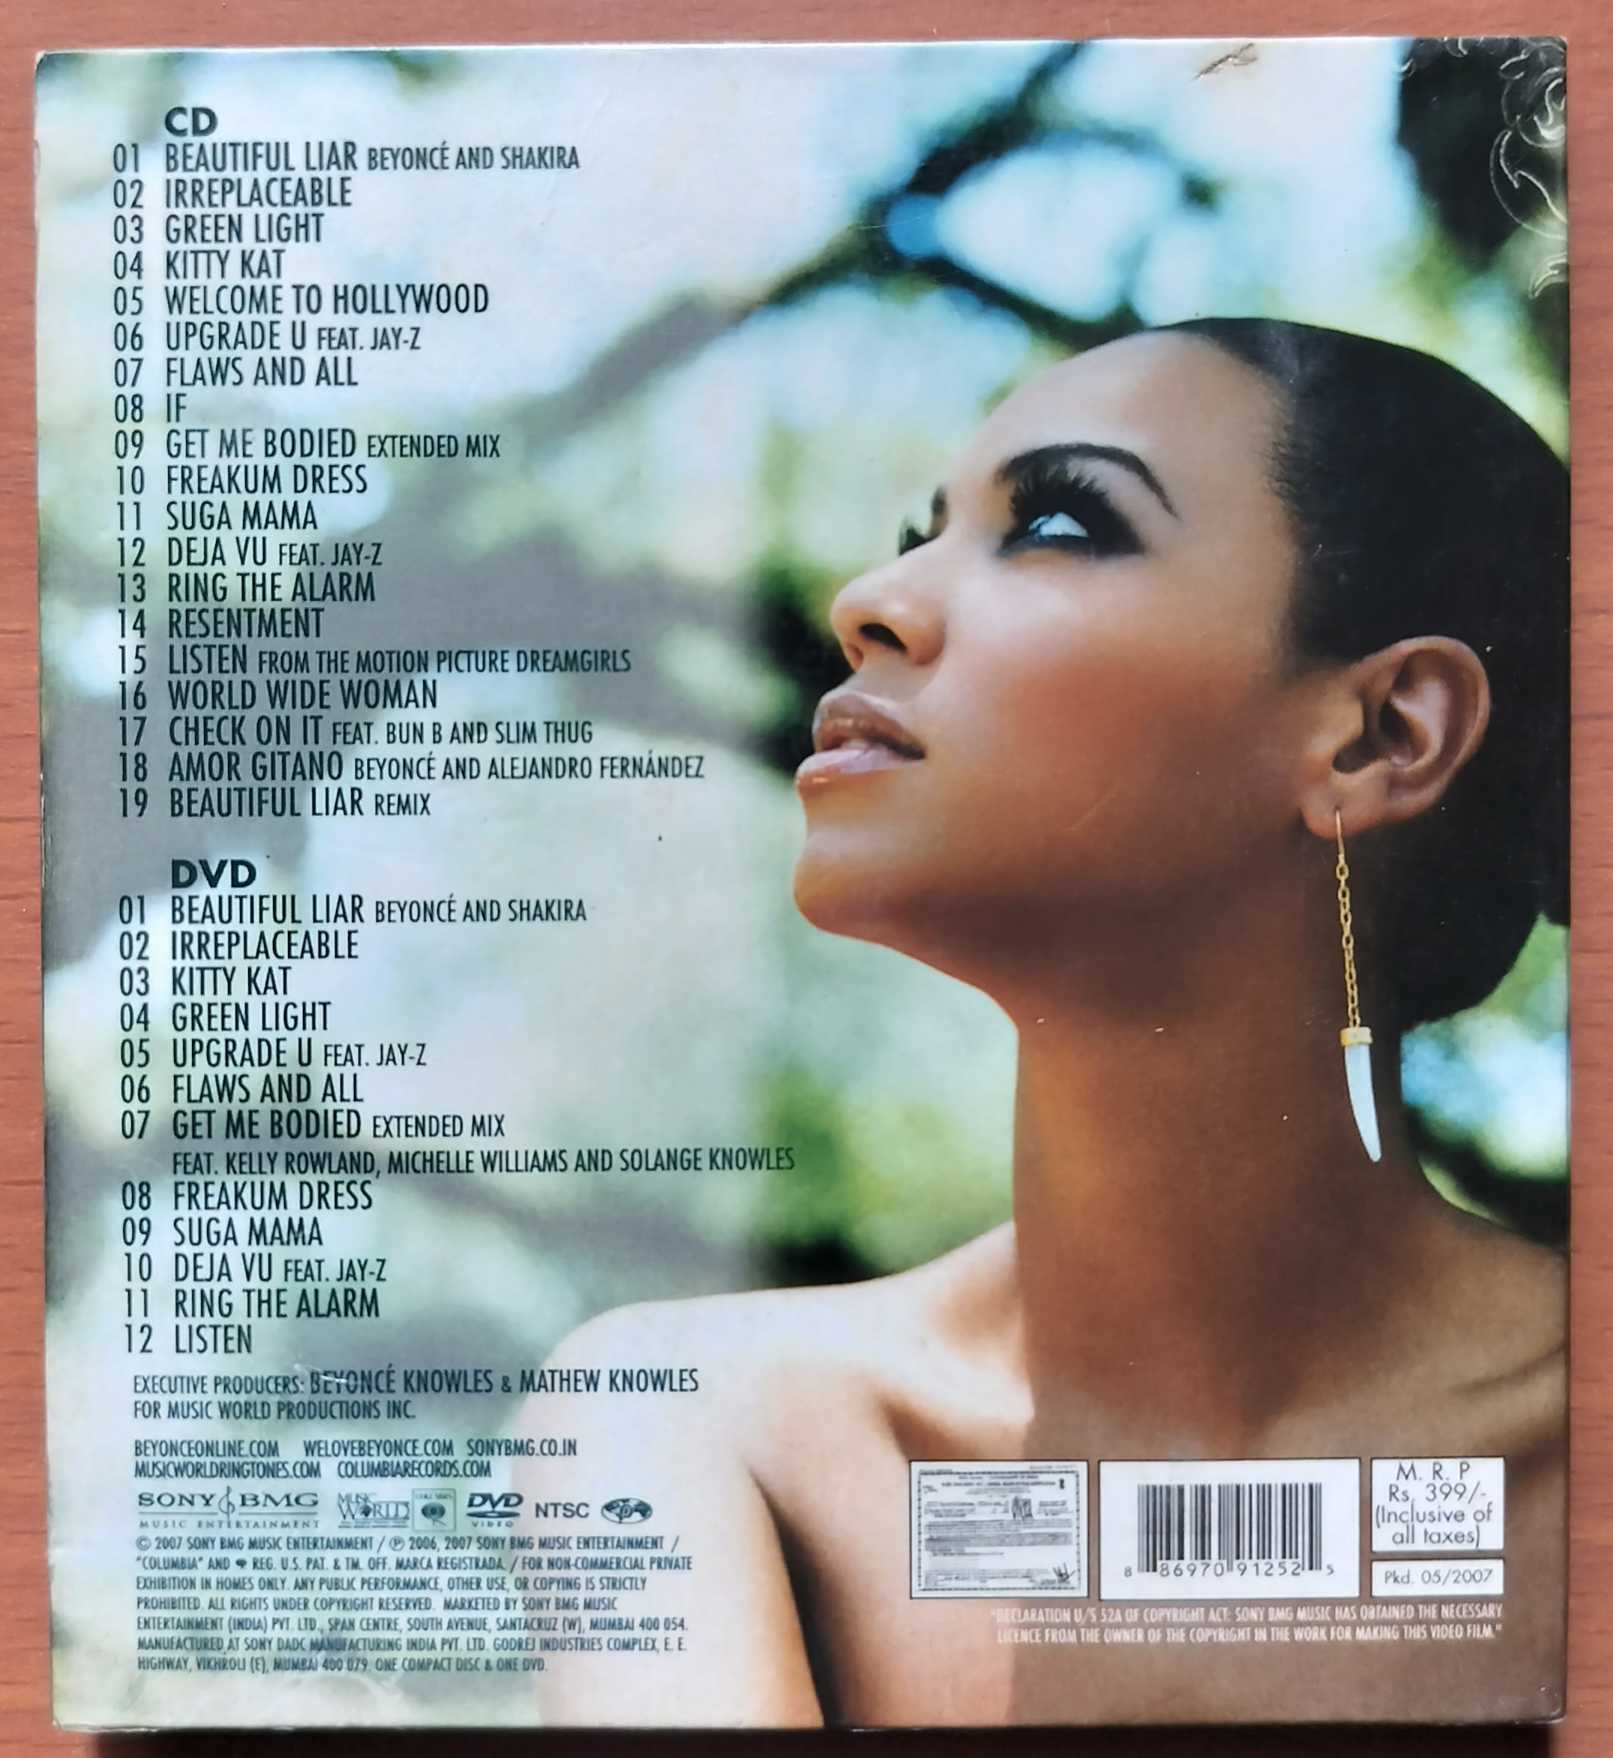 CD
01 BEAUTIFUL LIAR BEYONCÉ AND SHAKIRA
02 IRREPLACEABLE
03 GREEN LIGHT
04 KITTY KAT
05 WELCOME TO HOLLYWOOD
06 UPGRADE U FEAT. JAY-Z
07 FLAWS AND ALL
08 IF
09 GET ME BODIED EXTENDED MIX
10 FREAKUM DRESS
11 SUGA MAMA
12 DEJA VU FEAT. JAY-Z
13 RING THE ALARM
14 RESENTMENT
15 LISTEN FROM THE MOTION PICTURE DREAMGIRLS
16 WORLD WIDE WOMAN
17 CHECK ON IT FEAT. BUN B AND SLIM THUG
18 AMOR GITANO BEYONCÉ AND ALEJANDRO FERNÁNDEZ
19 BEAUTIFUL LIAR REMIX
DVD
01 BEAUTIFUL LIAR BEYONCÉ AND SHAKIRA
02 IRREPLACEABLE
03 KITTY KAT
04 GREEN LIGHT
05 UPGRADE U FEAT. JAY-Z
06 FLAWS AND ALL
07 GET ME BODIED EXTENDED MIX
FEAT. KELLY ROWLAND, MICHELLE WILLIAMS AND SOLANGE KNOWLES
08 FREAKUM DRESS
09 SUGA MAMA
10 DEJA VU FEAT. JAY-Z
11 RING THE ALARM
12 LISTEN
EXECUTIVE PRODUCERS: BEYONCÉ KNOWLES & MATHEW KNOWLES
FOR MUSIC WORLD PRODUCTIONS INC.
BEYONCEONLINE.COM WELOVEBEYONCE.COM SONYBMG.CO.IN
MUSICWORLDRINGTONES.COM COLUMBIARECORDS.COM
SONY BMG MUSIC WORLD DVD NTSC
MUSIC ENTERTAINMENT VIDEO
© 2007 SONY BMG MUSIC ENTERTAINMENT / ℗ 2006, 2007 SONY BMG MUSIC ENTERTAINMENT /
"COLUMBIA" AND REG. U.S. PAT. & TM. OFF. MARCA REGISTRADA. / FOR NON-COMMERCIAL PRIVATE
EXHIBITION IN HOMES ONLY. ANY PUBLIC PERFORMANCE, OTHER USE, OR COPYING IS STRICTLY
PROHIBITED. ALL RIGHTS UNDER COPYRIGHT RESERVED. MARKETED BY SONY BMG MUSIC
ENTERTAINMENT (INDIA) PVT. LTD., SPAN CENTRE, SOUTH AVENUE, SANTACRUZ (W), MUMBAI 400 054.
MANUFACTURED AT SONY DADC MANUFACTURING INDIA PVT. LTD. GODREJ INDUSTRIES COMPLEX, E. E.
HIGHWAY, VIKHROLI (E), MUMBAI 400 079. ONE COMPACT DISC & ONE DVD.
8 86970 91252 5
M. R. P
Rs. 399/-
(Inclusive of
all taxes)
Pkd. 05/2007
"DECLARATION U/S 52A OF COPYRIGHT ACT: SONY BMG MUSIC HAS OBTAINED THE NECESSARY
LICENCE FROM THE OWNER OF THE COPYRIGHT IN THE WORK FOR MAKING THIS VIDEO FILM."